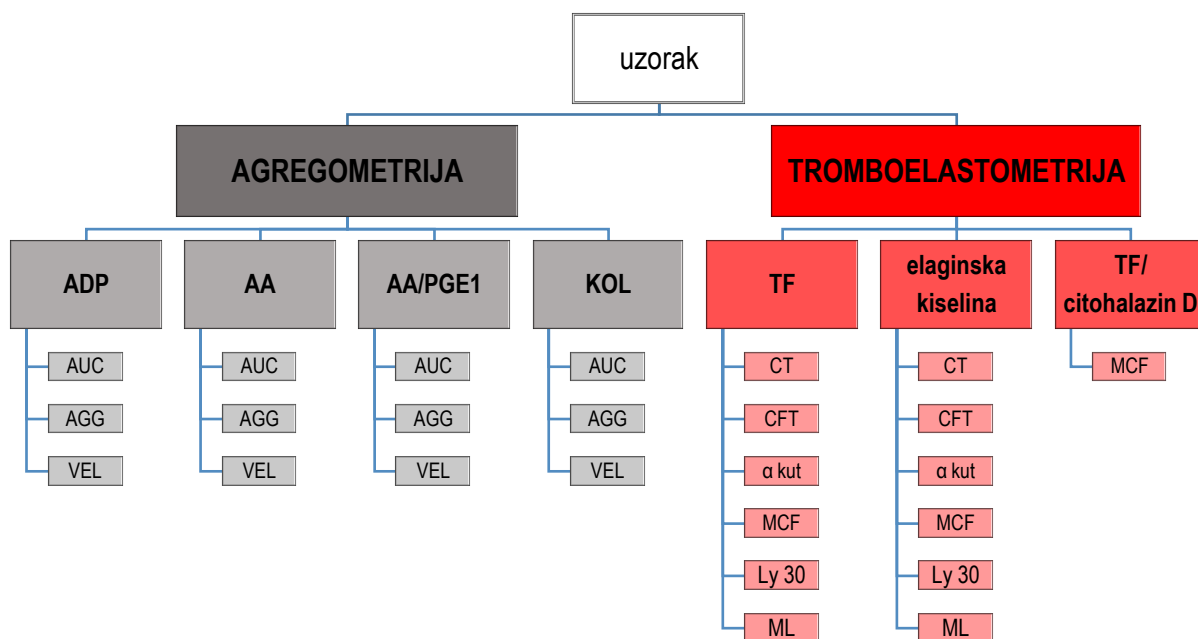 uzorak
AGREGOMETRIJA
TROMBOELASTOMETRIJA
ADP
AA
AA/PGE1
KOL
TF
elaginska
kiselina
TF/
citohalazin D
AUC
AUC
AUC
AUC
CT
CT
MCF
AGG
AGG
AGG
AGG
CFT
CFT
VEL
VEL
VEL
VEL
α kut
α kut
MCF
MCF
Ly 30
Ly 30
ML
ML